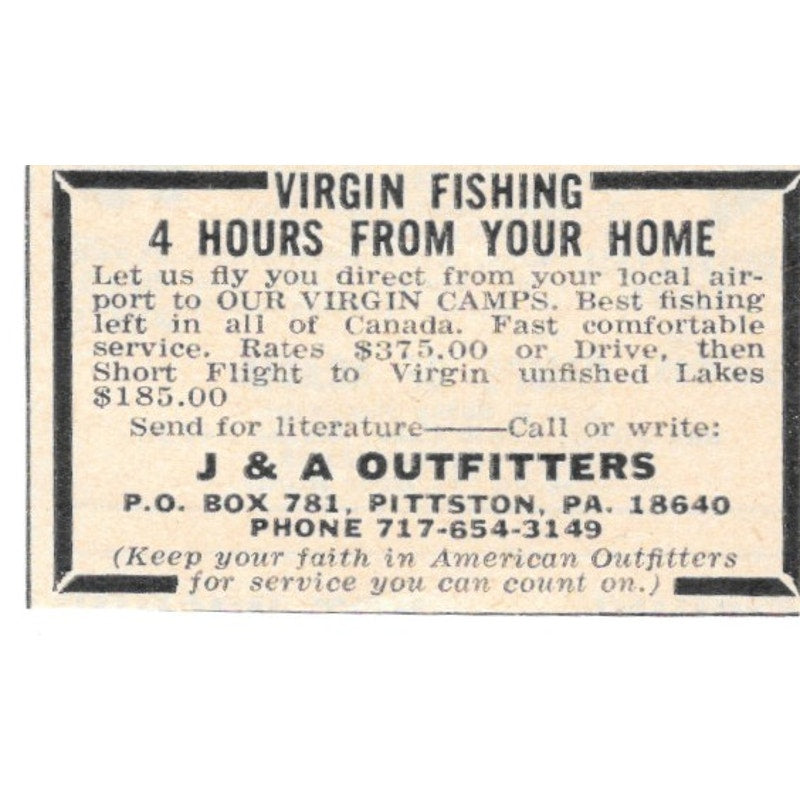 VIRGIN FISHING
4 HOURS FROM YOUR HOME
Let us fly you direct from your local air-
port to OUR VIRGIN CAMPS. Best fishing
left in all of Canada. Fast comfortable
service. Rates $375.00 or Drive, then
Short Flight to Virgin unfished Lakes
$185.00
Send for literature——Call or write:
J & A OUTFITTERS
P.O. BOX 781, PITTSTON, PA. 18640
PHONE 717-654-3149
(Keep your faith in American Outfitters
for service you can count on.)